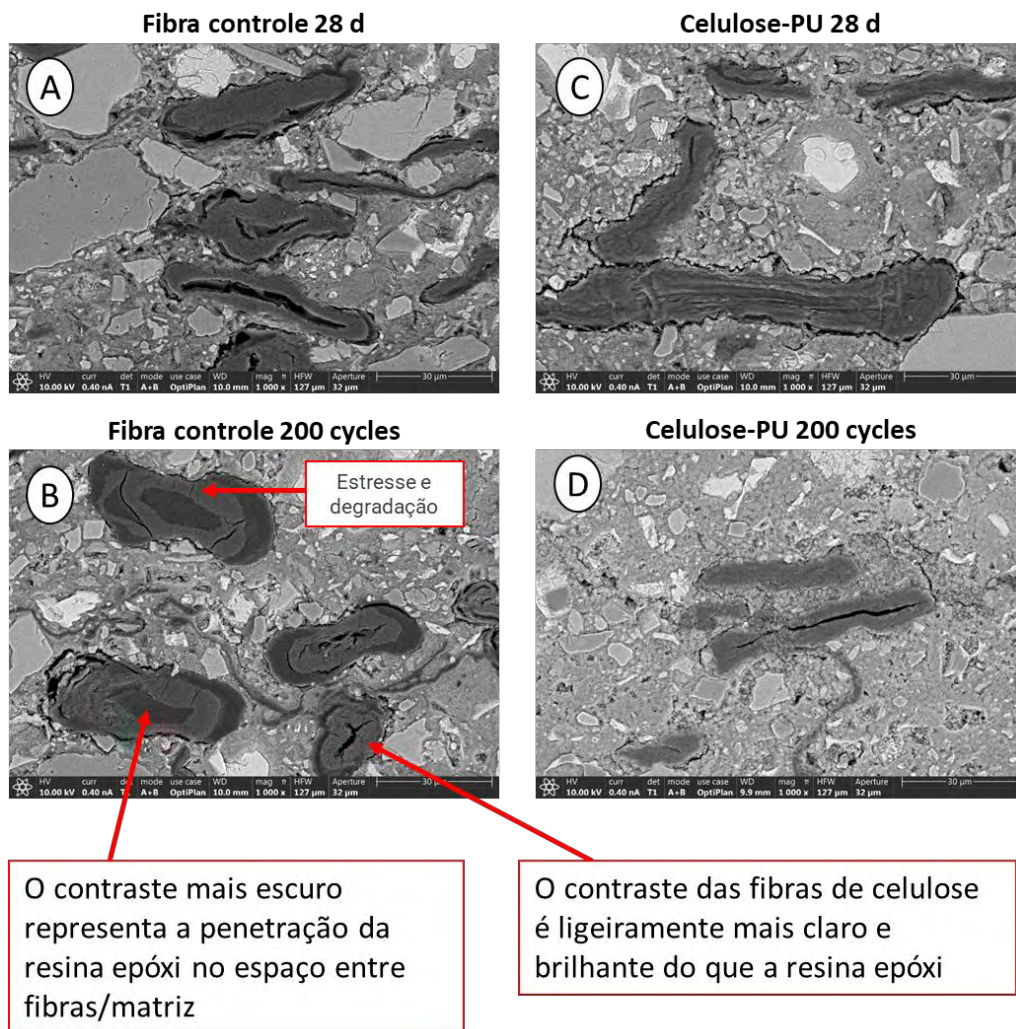 Fibra controle 28 d
Celulose-PU 28 d
A
C
HV curr det mode use case WD mag HFW Aperture 30 µm
10.00 kV 0.40 nA T1 A+B OptiPlan 10.0 mm 1 000 x 127 µm 32 µm
HV curr det mode use case WD mag HFW Aperture 30 µm
10.00 kV 0.40 nA T1 A+B OptiPlan 10.0 mm 1 000 x 127 µm 32 µm
Fibra controle 200 cycles
Celulose-PU 200 cycles
B
Estresse e
degradação
D
HV curr det mode use case WD mag HFW Aperture 30 µm
10.00 kV 0.40 nA T1 A+B OptiPlan 10.0 mm 1 000 x 127 µm 32 µm
HV curr det mode use case WD mag HFW Aperture 30 µm
10.00 kV 0.40 nA T1 A+B OptiPlan 9.9 mm 1 000 x 127 µm 32 µm
O contraste mais escuro
representa a penetração da
resina epóxi no espaço entre
fibras/matriz
O contraste das fibras de celulose
é ligeiramente mais claro e
brilhante do que a resina epóxi